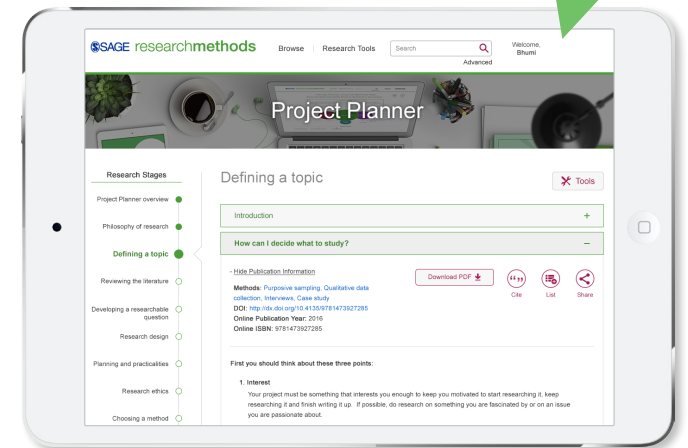 SAGE researchmethods
Browse
Research Tools
Search
Advanced
Welcome,
Bhumi
Project Planner
Research Stages
Project Planner overview
Philosophy of research
Defining a topic
Reviewing the literature
Developing a researchable
question
Research design
Planning and practicalities
Research ethics
Choosing a method
Defining a topic
Tools
Introduction +
How can I decide what to study? –
- Hide Publication Information
Methods: Purposive sampling, Qualitative data
collection, Interviews, Case study
DOI: http://dx.doi.org/10.4135/9781473927285
Online Publication Year: 2016
Online ISBN: 9781473927285
Download PDF
Cite
List
Share
First you should think about these three points:
1. Interest
Your project must be something that interests you enough to keep you motivated to start researching it, keep
researching it and finish writing it up. If possible, do research on something you are fascinated by or on an issue
you are passionate about.